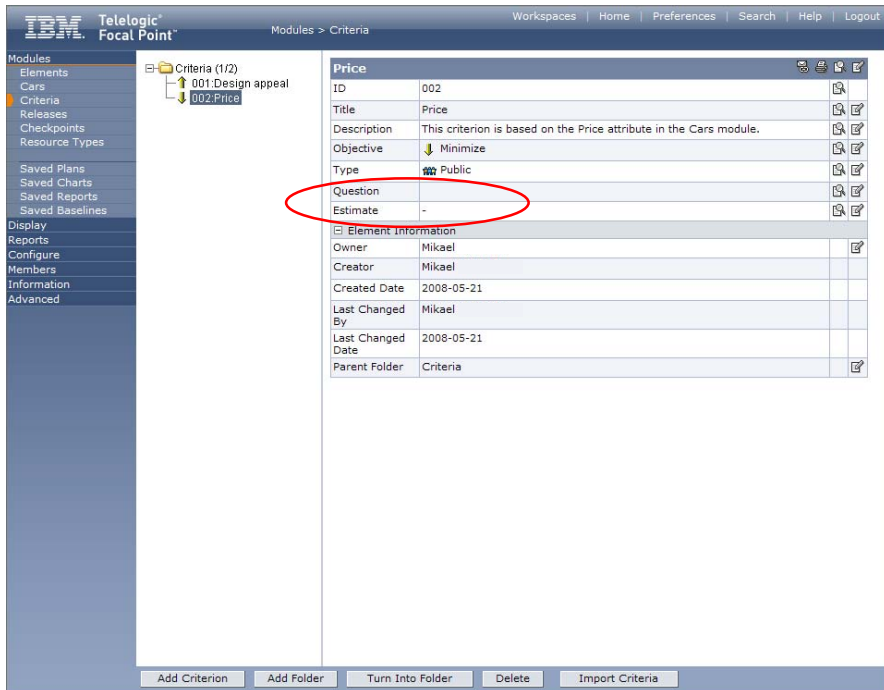 IBM. Telelogic®
Focal Point™
Modules > Criteria
Workspaces | Home | Preferences | Search | Help | Logout
Modules
Elements
Cars
Criteria
Releases
Checkpoints
Resource Types
Saved Plans
Saved Charts
Saved Reports
Saved Baselines
Display
Reports
Configure
Members
Information
Advanced
Criteria (1/2)
001:Design appeal
002:Price
Price
ID 002
Title Price
Description This criterion is based on the Price attribute in the Cars module.
Objective Minimize
Type Public
Question
Estimate -
Element Information
Owner Mikael
Creator Mikael
Created Date 2008-05-21
Last Changed By Mikael
Last Changed Date 2008-05-21
Parent Folder Criteria
Add Criterion Add Folder Turn Into Folder Delete Import Criteria